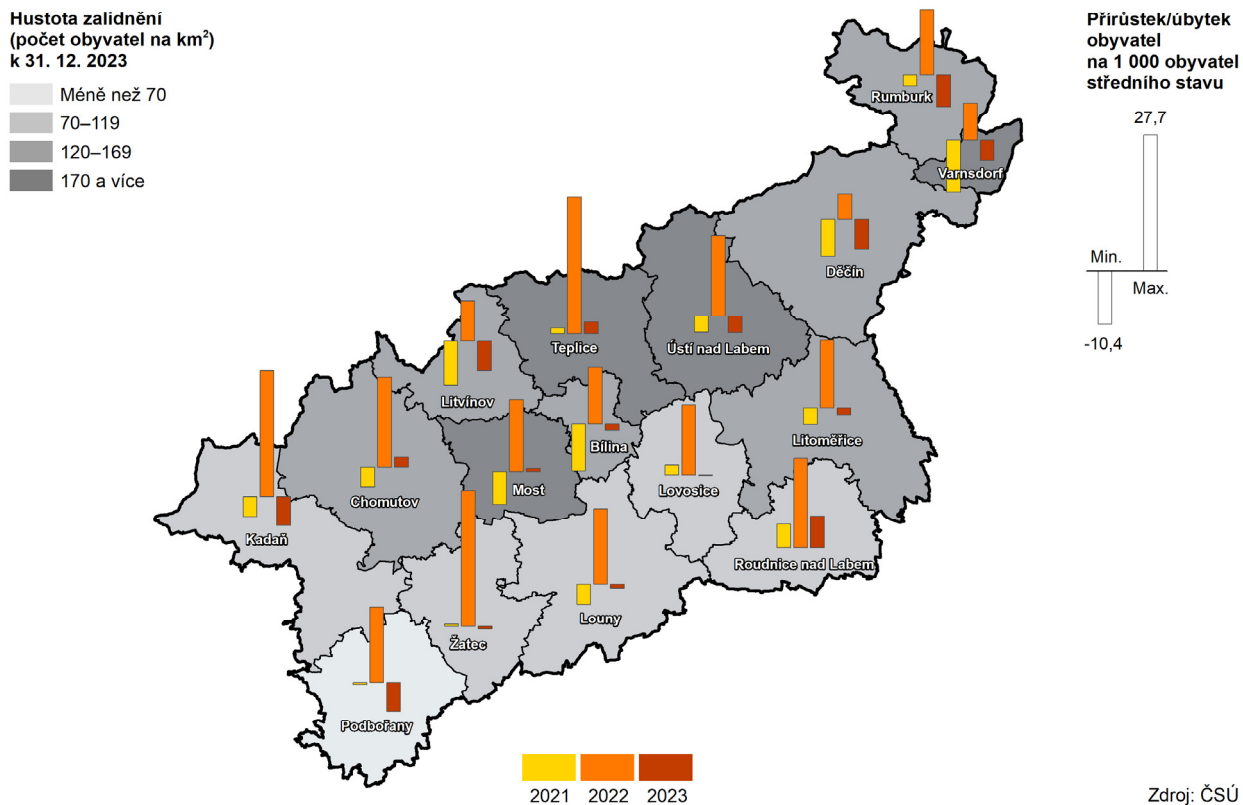 Hustota zalidnění
(počet obyvatel na km²)
k 31. 12. 2023
Méně než 70
70–119
120–169
170 a více
Přírůstek/úbytek
obyvatel
na 1 000 obyvatel
středního stavu
27,7
Min.
Max.
-10,4
Rumburk
Varnsdorf
Děčín
Teplice
Ústí nad Labem
Litvínov
Litoměřice
Bílina
Most
Lovosice
Chomutov
Kadaň
Roudnice nad Labem
Louny
Žatec
Podbořany
2021
2022
2023
Zdroj: ČSÚ